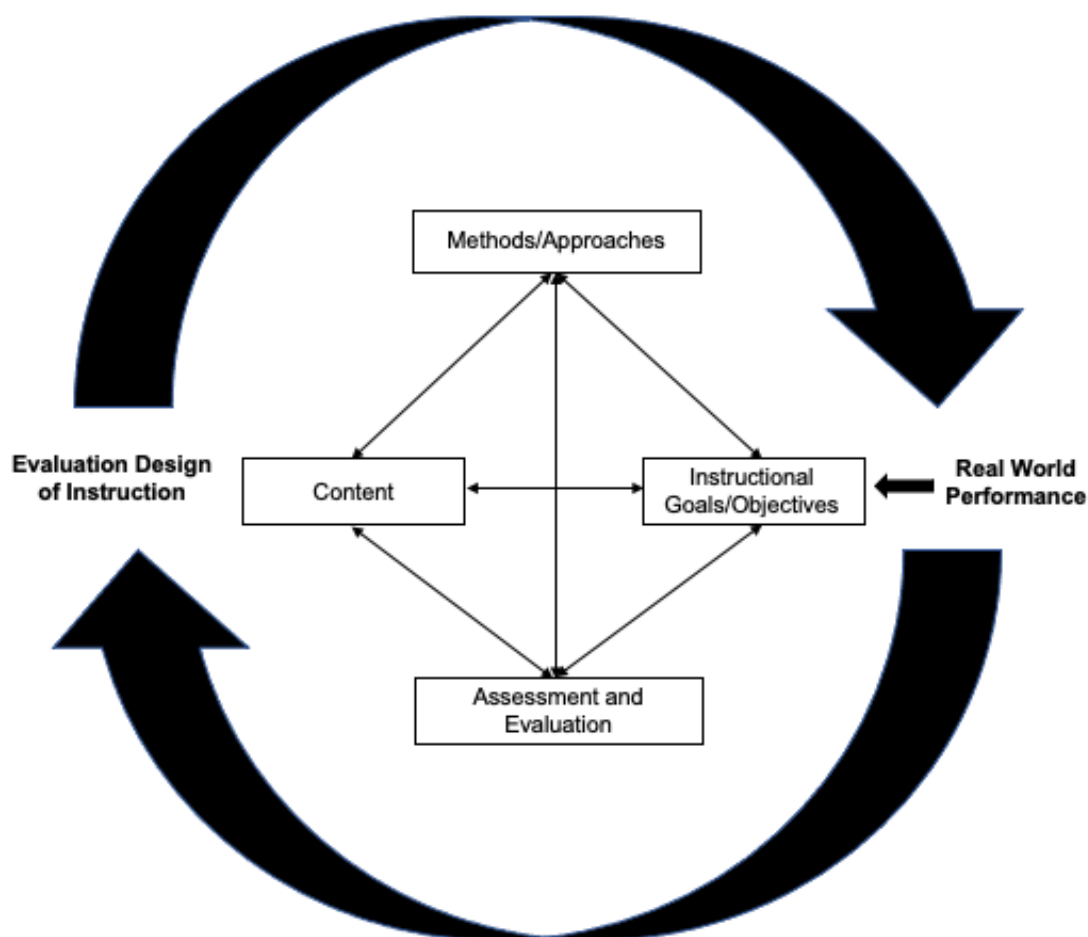 Methods/Approaches
Evaluation Design
of Instruction
Content
Instructional
Goals/Objectives
Real World
Performance
Assessment and
Evaluation